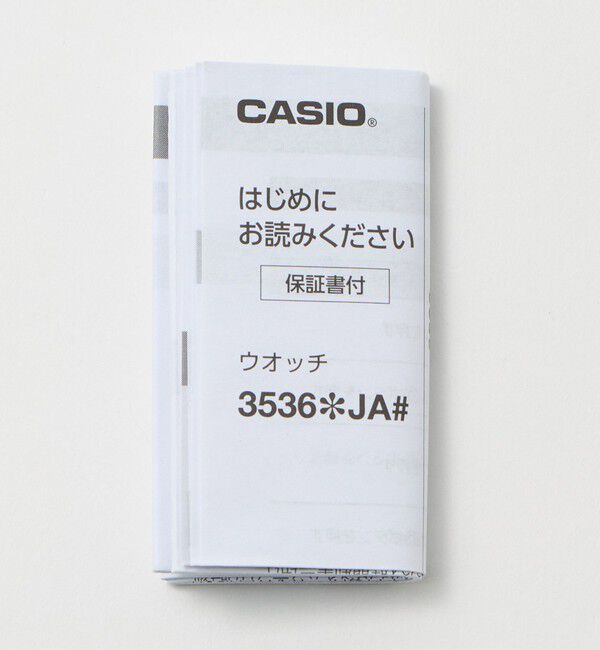 CASIO®
はじめに
お読みください
保証書付
ウオッチ
3536✻JA#